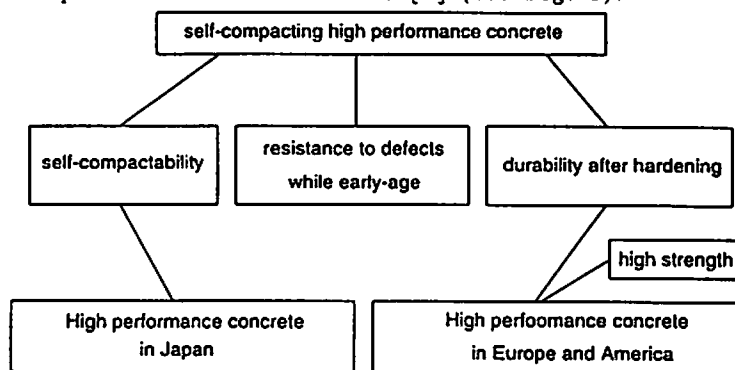 self-compacting high performance concrete
self-compactability
resistance to defects
while early-age
durability after hardening
high strength
High performance concrete
in Japan
High perfoomance concrete
in Europe and America